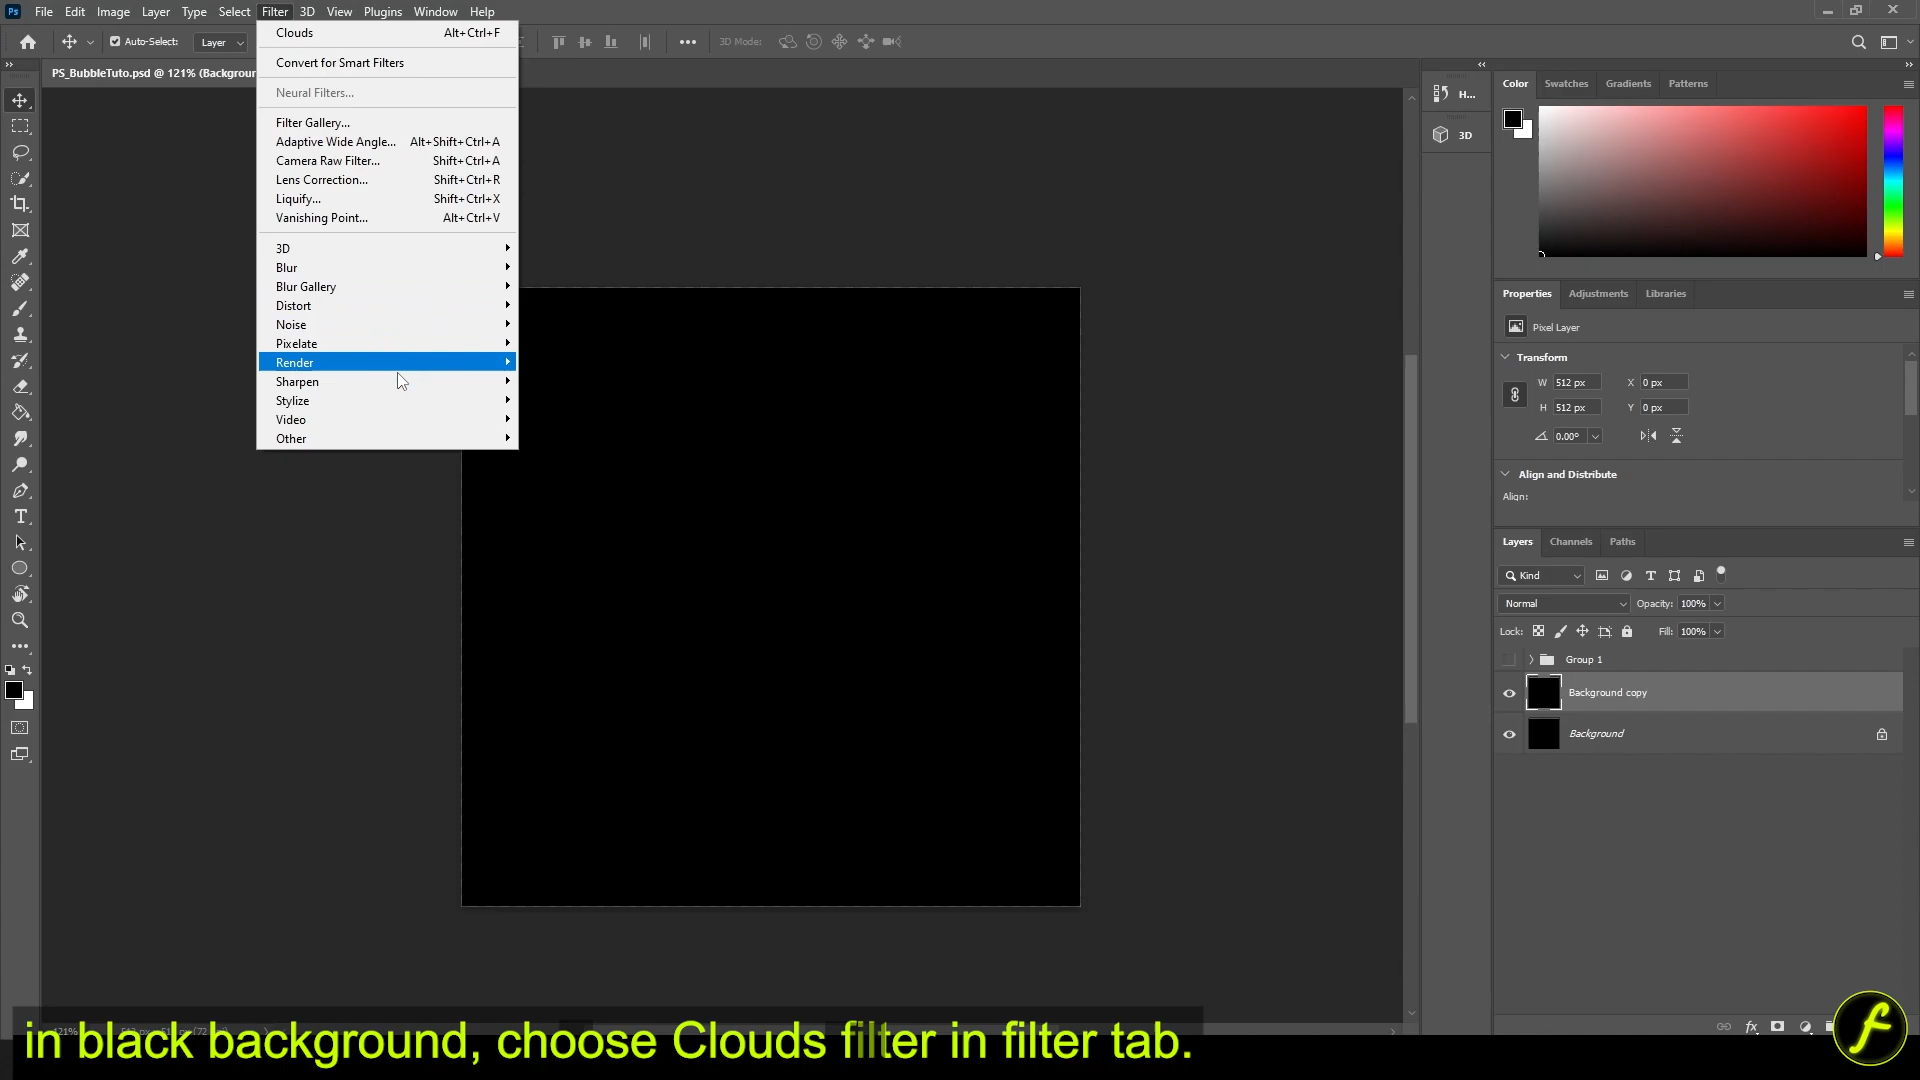 Ps File Edit Image Layer Type Select Filter 3D View Plugins Window Help
Auto-Select: Layer 3D Mode:
PS_BubbleTuto.psd @ 121% (Backgroun
Clouds Alt+Ctrl+F
Convert for Smart Filters
Neural Filters...
Filter Gallery...
Adaptive Wide Angle... Alt+Shift+Ctrl+A
Camera Raw Filter... Shift+Ctrl+A
Lens Correction... Shift+Ctrl+R
Liquify... Shift+Ctrl+X
Vanishing Point... Alt+Ctrl+V
3D
Blur
Blur Gallery
Distort
Noise
Pixelate
Render
Sharpen
Stylize
Video
Other
H...
3D
Color Swatches Gradients Patterns
Properties Adjustments Libraries
Pixel Layer
Transform
W 512 px X 0 px
H 512 px Y 0 px
0.00°
Align and Distribute
Align:
Layers Channels Paths
Kind
Normal Opacity: 100%
Lock: Fill: 100%
Group 1
Background copy
Background
fx
in black background, choose Clouds filter in filter tab.
f